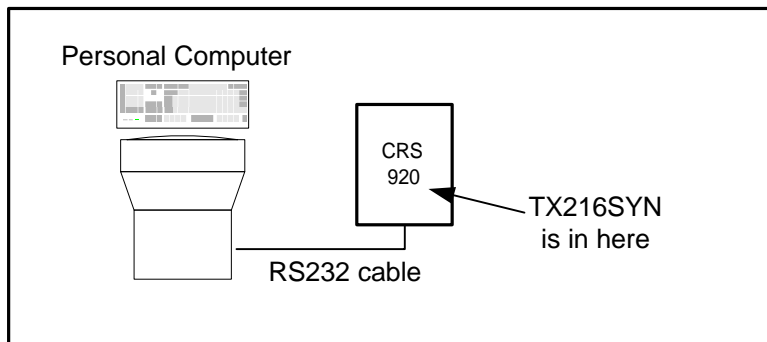 Personal Computer
CRS
920
TX216SYN
is in here
RS232 cable